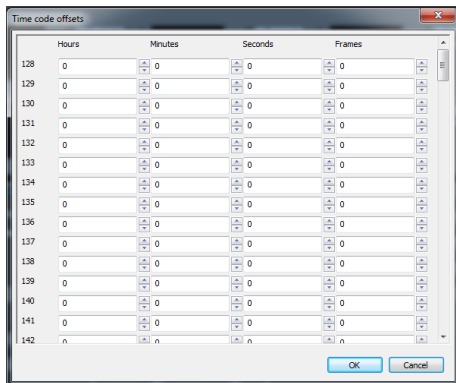 Time code offsets
Hours Minutes Seconds Frames
128 0 0 0 0
129 0 0 0 0
130 0 0 0 0
131 0 0 0 0
132 0 0 0 0
133 0 0 0 0
134 0 0 0 0
135 0 0 0 0
136 0 0 0 0
137 0 0 0 0
138 0 0 0 0
139 0 0 0 0
140 0 0 0 0
141 0 0 0 0
142 0 0 0 0
OK Cancel